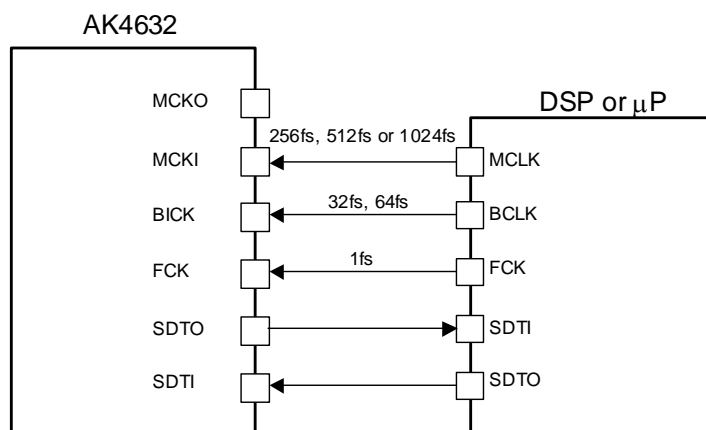 AK4632
DSP or μP
MCKO
256fs, 512fs or 1024fs
MCKI
MCLK
32fs, 64fs
BICK
BCLK
1fs
FCK
FCK
SDTO
SDTI
SDTI
SDTO